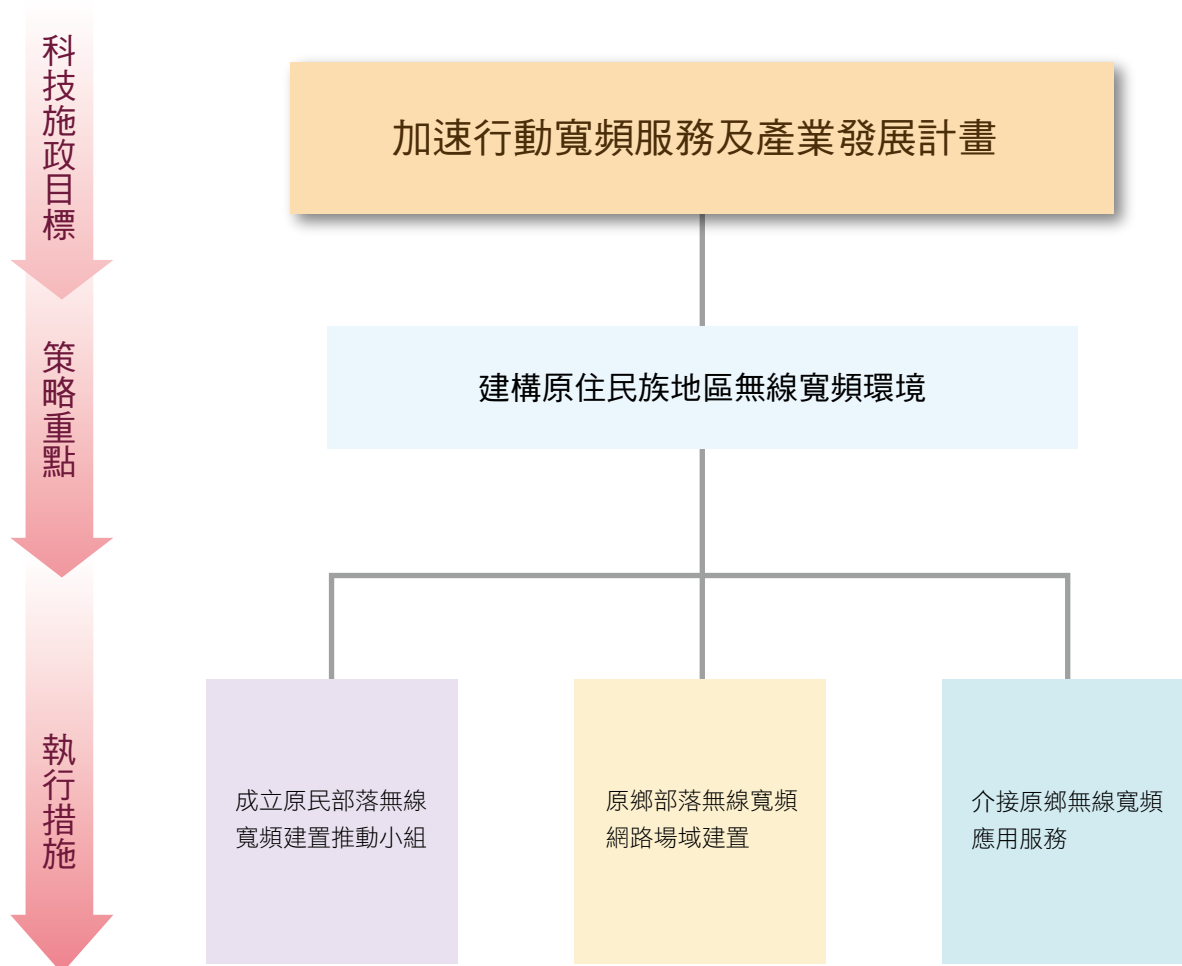 科技施政目標
加速行動寬頻服務及產業發展計畫
策略重點
建構原住民族地區無線寬頻環境
執行措施
成立原民部落無線
寬頻建置推動小組
原鄉部落無線寬頻
網路場域建置
介接原鄉無線寬頻
應用服務